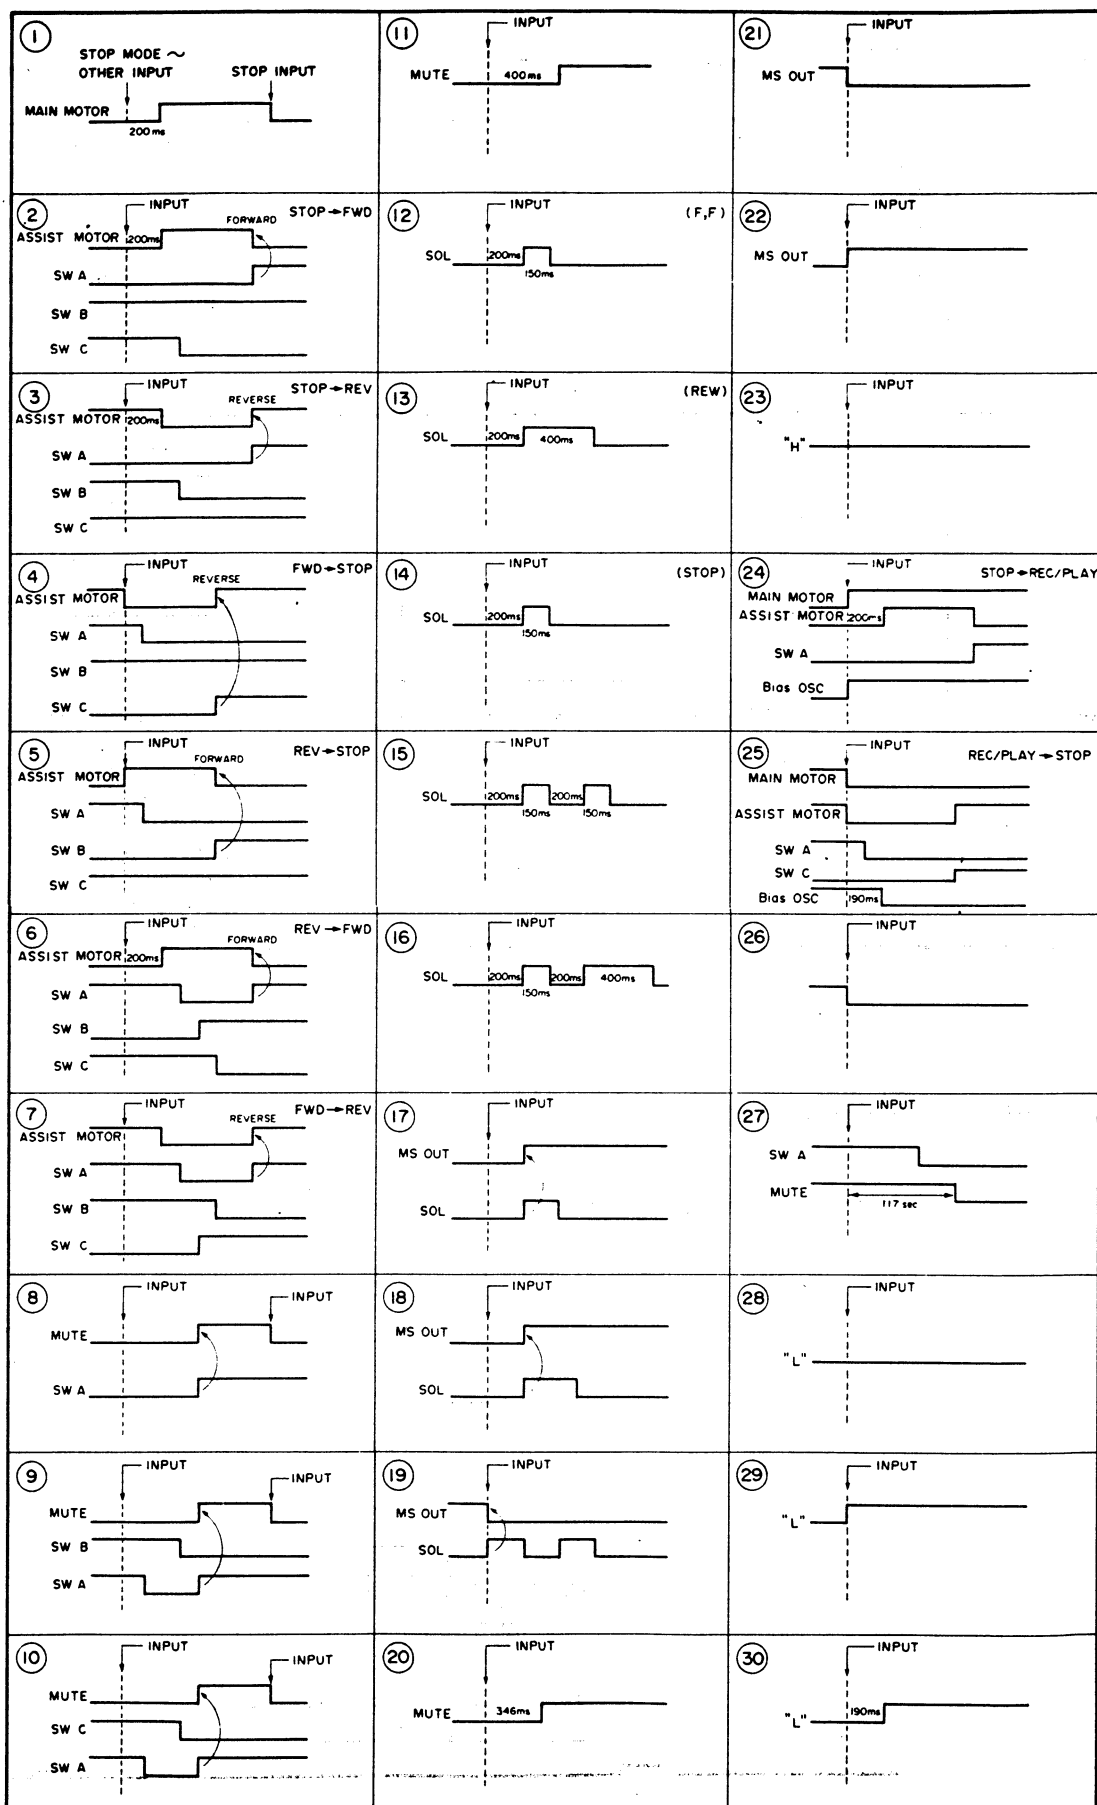 1
STOP MODE ~
OTHER INPUT
STOP INPUT
MAIN MOTOR
200ms
2
INPUT
STOP→FWD
FORWARD
ASSIST MOTOR
200ms
SW A
SW B
SW C
3
INPUT
STOP→REV
REVERSE
ASSIST MOTOR
200ms
SW A
SW B
SW C
4
INPUT
FWD→STOP
REVERSE
ASSIST MOTOR
SW A
SW B
SW C
5
INPUT
REV→STOP
FORWARD
ASSIST MOTOR
SW A
SW B
SW C
6
INPUT
REV→FWD
FORWARD
ASSIST MOTOR
200ms
SW A
SW B
SW C
7
INPUT
FWD→REV
REVERSE
ASSIST MOTOR
SW A
SW B
SW C
8
INPUT
INPUT
MUTE
SW A
9
INPUT
INPUT
MUTE
SW B
SW A
10
INPUT
INPUT
MUTE
SW C
SW A
11
INPUT
MUTE
400ms
12
INPUT
(F,F)
SOL
200ms
150ms
13
INPUT
(REW)
SOL
200ms
400ms
14
INPUT
(STOP)
SOL
200ms
150ms
15
INPUT
SOL
200ms
200ms
150ms
150ms
16
INPUT
SOL
200ms
200ms
400ms
150ms
17
INPUT
MS OUT
SOL
18
INPUT
MS OUT
SOL
19
INPUT
MS OUT
SOL
20
INPUT
MUTE
346ms
21
INPUT
MS OUT
22
INPUT
MS OUT
23
INPUT
"H"
24
INPUT
STOP→REC/PLAY
MAIN MOTOR
ASSIST MOTOR
200ms
SW A
Bias OSC
25
INPUT
REC/PLAY→STOP
MAIN MOTOR
ASSIST MOTOR
SW A
SW C
Bias OSC
190ms
26
INPUT
27
INPUT
SW A
MUTE
117 sec
28
INPUT
"L"
29
INPUT
"L"
30
INPUT
"L"
190ms